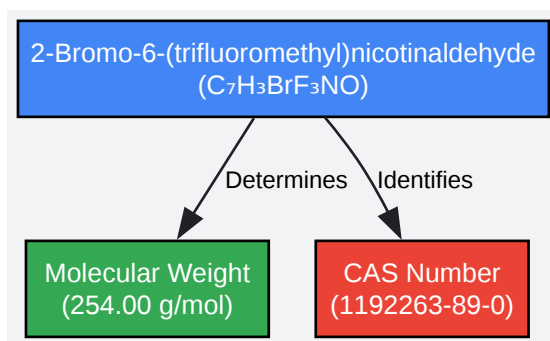 2-Bromo-6-(trifluoromethyl)nicotinaldehyde
(C₇H₃BrF₃NO)
Determines
Identifies
Molecular Weight
(254.00 g/mol)
CAS Number
(1192263-89-0)